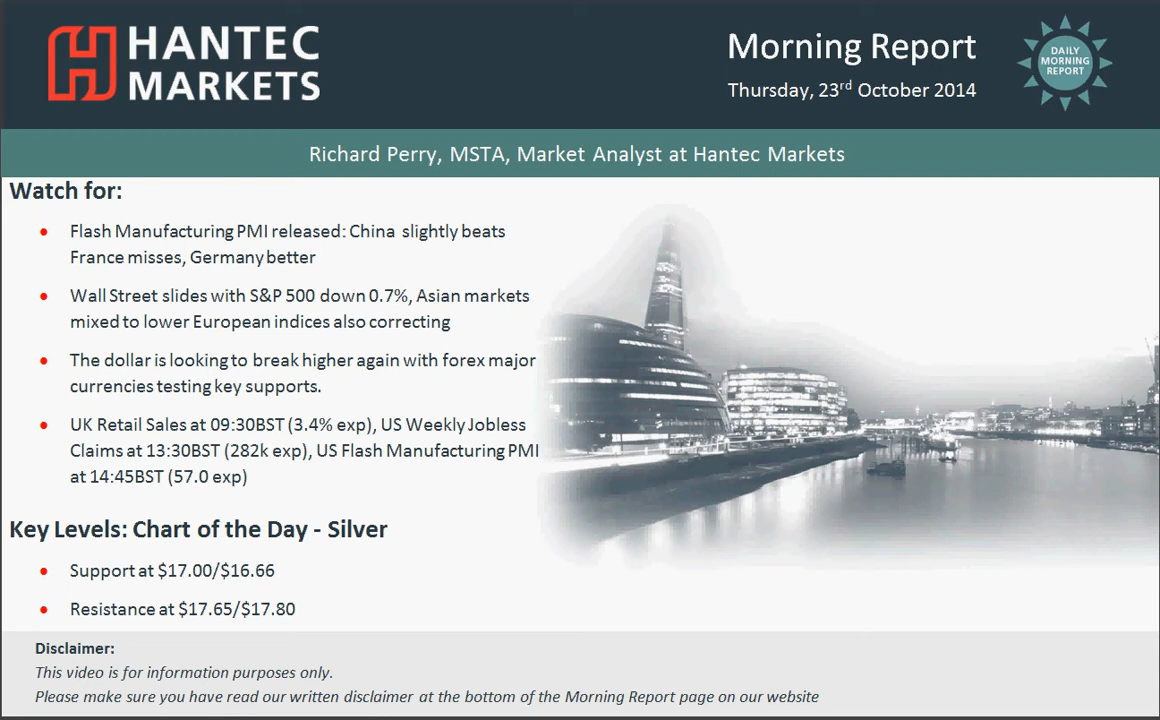 HANTEC
MARKETS
Morning Report
Thursday, 23rd October 2014
DAILY
MORNING
REPORT
Richard Perry, MSTA, Market Analyst at Hantec Markets
Watch for:
• Flash Manufacturing PMI released: China slightly beats
France misses, Germany better
• Wall Street slides with S&P 500 down 0.7%, Asian markets
mixed to lower European indices also correcting
• The dollar is looking to break higher again with forex major
currencies testing key supports.
• UK Retail Sales at 09:30BST (3.4% exp), US Weekly Jobless
Claims at 13:30BST (282k exp), US Flash Manufacturing PMI
at 14:45BST (57.0 exp)
Key Levels: Chart of the Day - Silver
• Support at $17.00/$16.66
• Resistance at $17.65/$17.80
Disclaimer:
This video is for information purposes only.
Please make sure you have read our written disclaimer at the bottom of the Morning Report page on our website